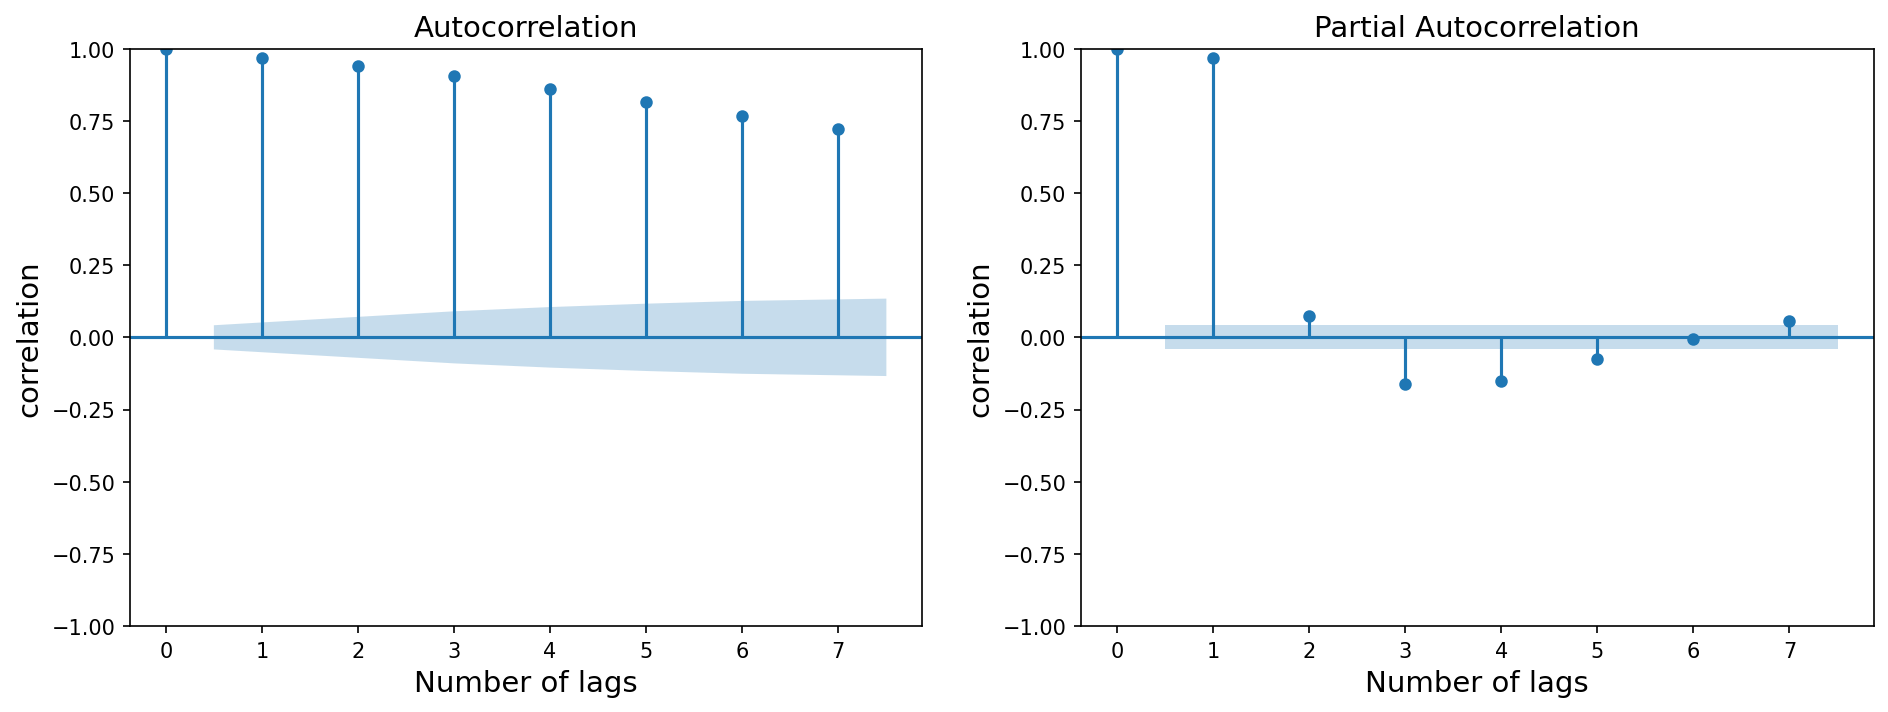 Autocorrelation
1.00
0.75
0.50
0.25
0.00
−0.25
−0.50
−0.75
−1.00
correlation
0 1 2 3 4 5 6 7
Number of lags
Partial Autocorrelation
1.00
0.75
0.50
0.25
0.00
−0.25
−0.50
−0.75
−1.00
correlation
0 1 2 3 4 5 6 7
Number of lags